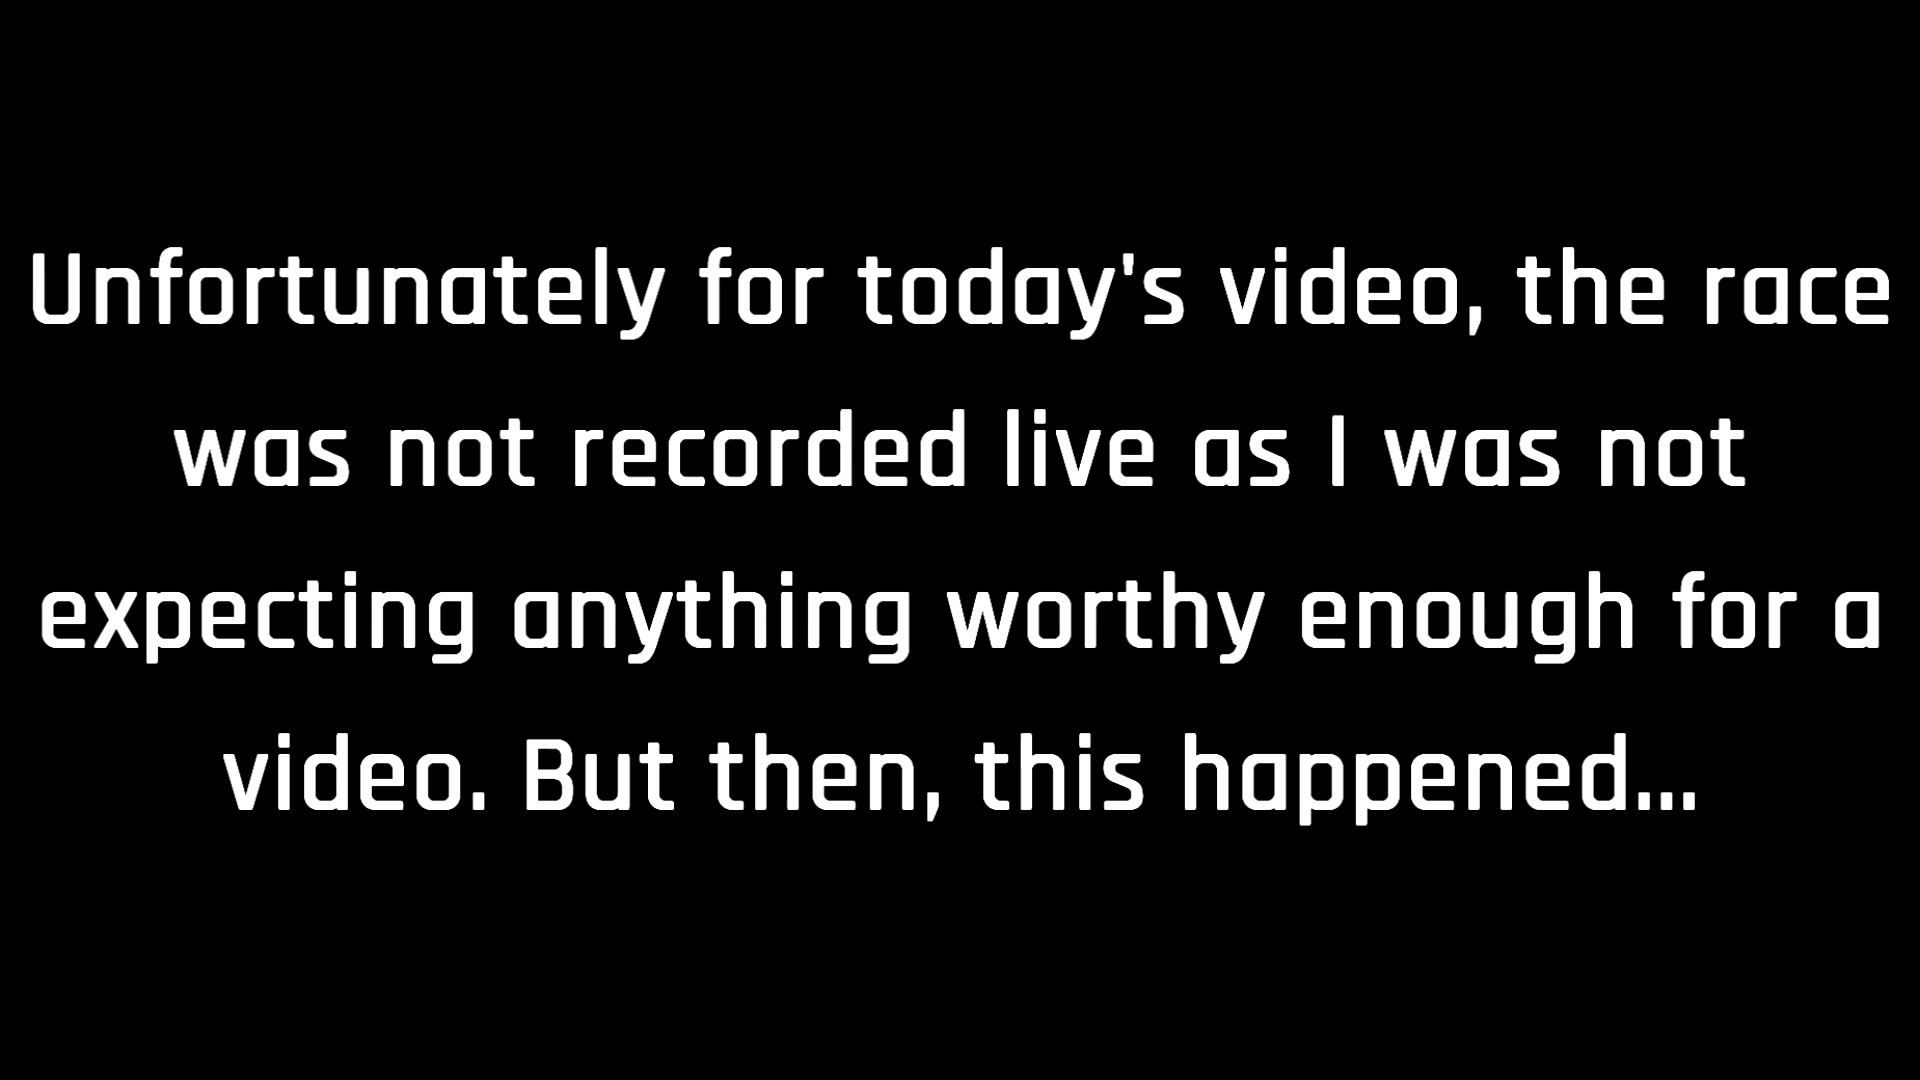 Unfortunately for today's video, the race
was not recorded live as I was not
expecting anything worthy enough for a
video. But then, this happened...